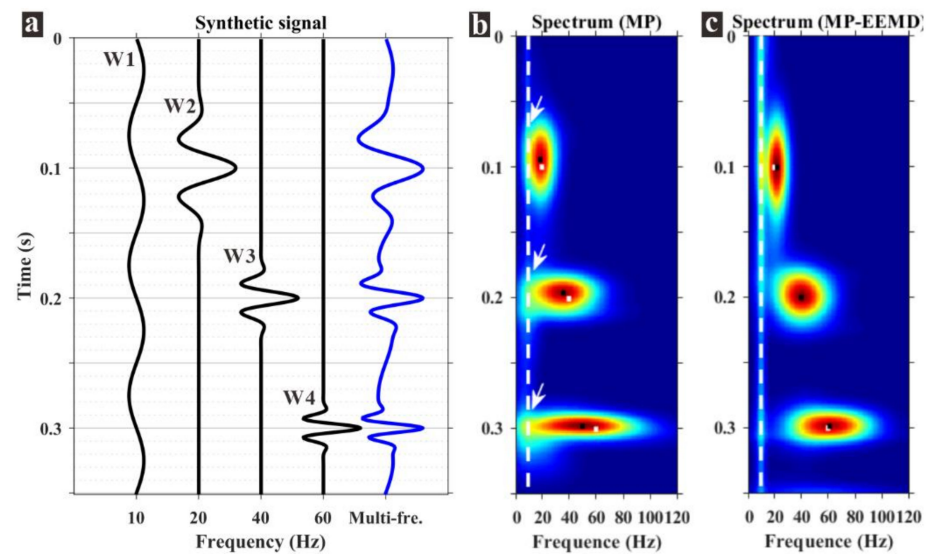 a
Synthetic signal
b
Spectrum (MP)
c
Spectrum (MP-EEMD)
0
0.1
0.2
0.3
Time (s)
W1
W2
W3
W4
10 20 40 60 Multi-fre.
Frequency (Hz)
0
0.1
0.2
0.3
0 20 40 60 80 100 120
Frequence (Hz)
0
0.1
0.2
0.3
0 20 40 60 80 100 120
Frequence (Hz)